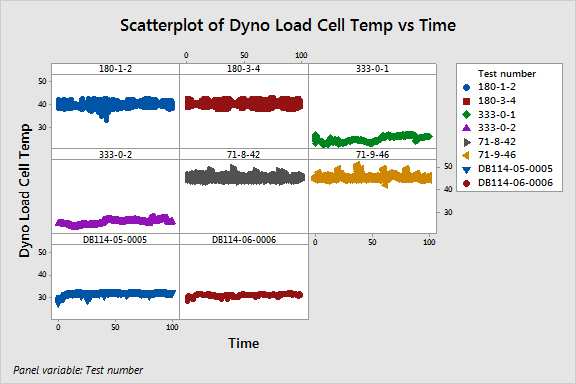 Scatterplot of Dyno Load Cell Temp vs Time
0 50 100
180-1-2 180-3-4 333-0-1
50
40
30
333-0-2 71-8-42 71-9-46
50
40
30
DB114-05-0005 DB114-06-0006
0 50 100
50
40
30
0 50 100
Dyno Load Cell Temp
Time
Test number
180-1-2
180-3-4
333-0-1
333-0-2
71-8-42
71-9-46
DB114-05-0005
DB114-06-0006
Panel variable: Test number